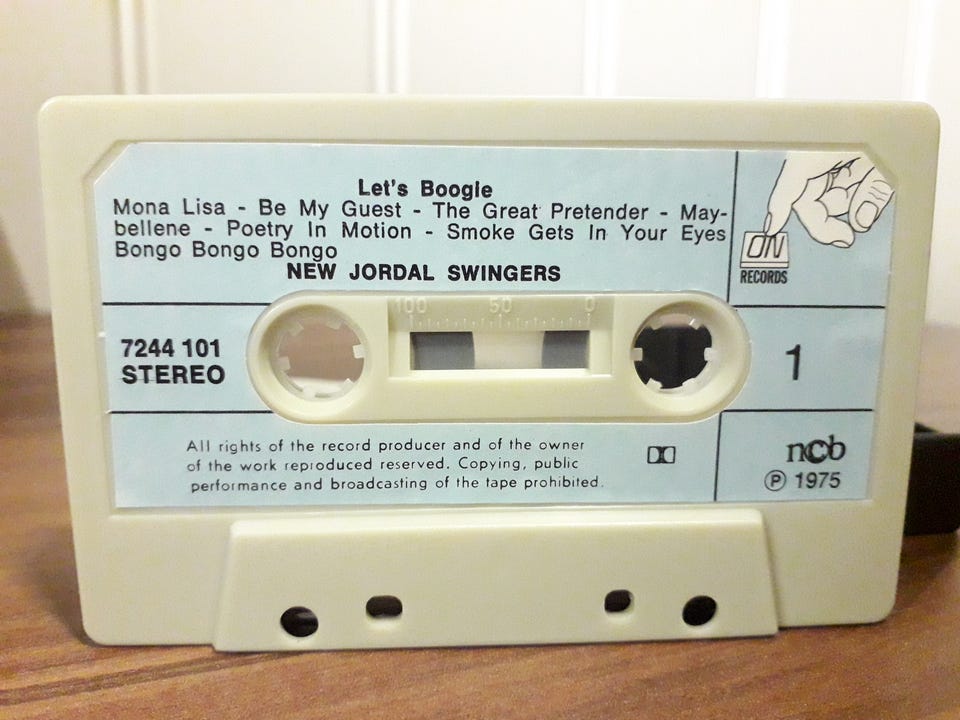 Let's Boogle
Mona Lisa - Be My Guest - The Great Pretender - May-
bellene - Poetry In Motion - Smoke Gets In Your Eyes
Bongo Bongo Bongo
NEW JORDAL SWINGERS
ON
RECORDS
100 50 0
7244 101
STEREO
1
All rights of the record producer and of the owner
of the work reproduced reserved. Copying, public
performance and broadcasting of the tape prohibited.
ncb
Ⓟ 1975